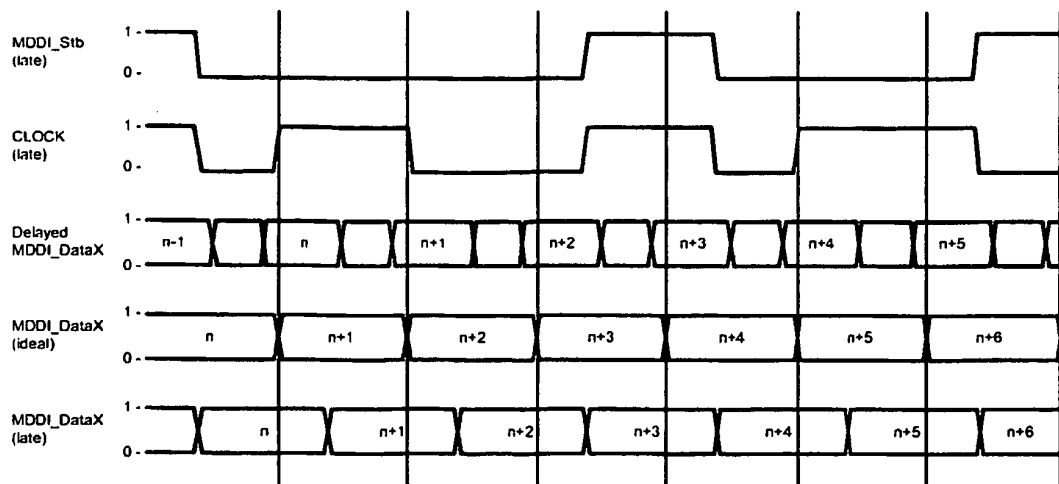 MDDI_Stb
(late)
1 -
0 -
CLOCK
(late)
1 -
0 -
Delayed
MDDI_DataX
1 -
0 -
n-1 n n+1 n+2 n+3 n+4 n+5
MDDI_DataX
(ideal)
1 -
0 -
n n+1 n+2 n+3 n+4 n+5 n+6
MDDI_DataX
(late)
1 -
0 -
n n+1 n+2 n+3 n+4 n+5 n+6